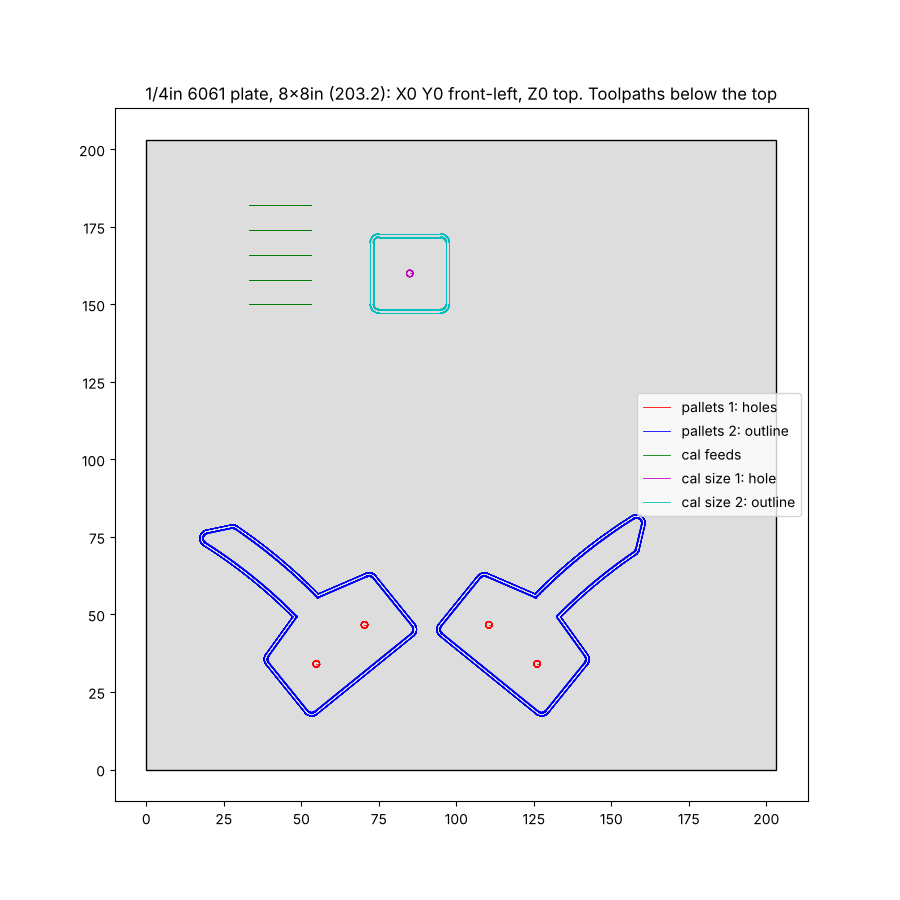 1/4in 6061 plate, 8×8in (203.2): X0 Y0 front-left, Z0 top. Toolpaths below the top
200
175
150
125
100
75
50
25
0
pallets 1: holes
pallets 2: outline
cal feeds
cal size 1: hole
cal size 2: outline
0 25 50 75 100 125 150 175 200